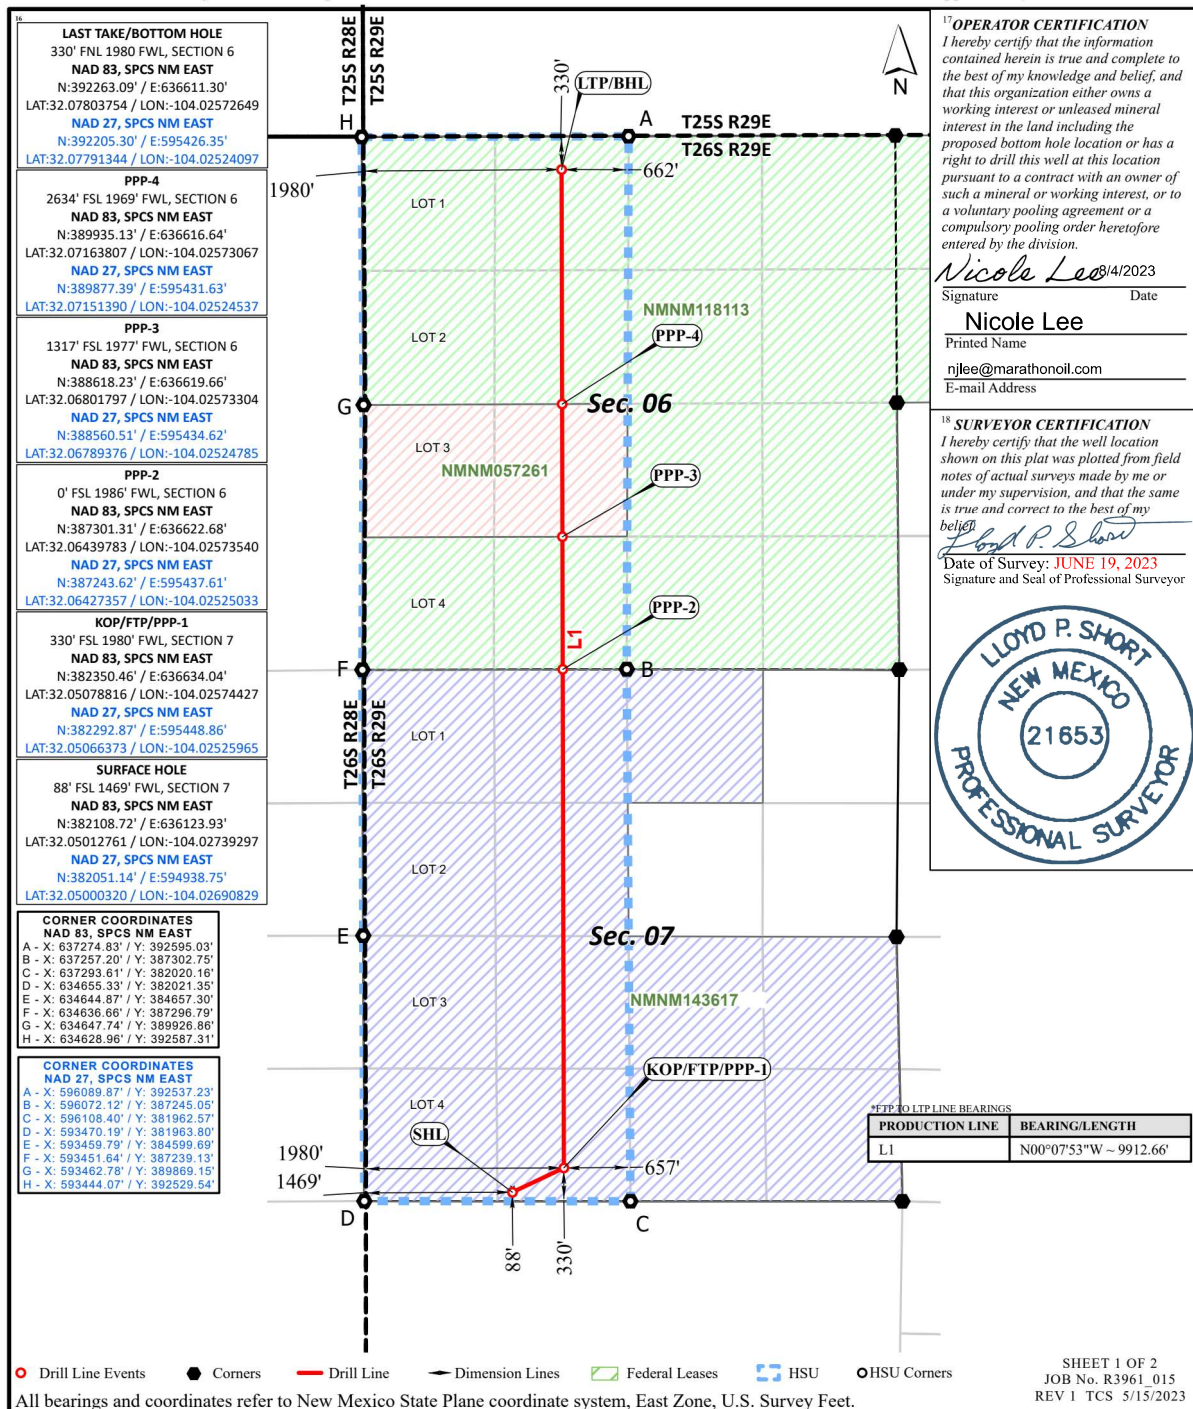 16
LAST TAKE/BOTTOM HOLE
330' FNL 1980 FWL, SECTION 6
NAD 83, SPCS NM EAST
N:392263.09' / E:636611.30'
LAT:32.07803754 / LON:-104.02572649
NAD 27, SPCS NM EAST
N:392205.30' / E:595426.35'
LAT:32.07791344 / LON:-104.02524097
PPP-4
2634' FSL 1969' FWL, SECTION 6
NAD 83, SPCS NM EAST
N:389935.13' / E:636616.64'
LAT:32.07163807 / LON:-104.02573067
NAD 27, SPCS NM EAST
N:389877.39' / E:595431.63'
LAT:32.07151390 / LON:-104.02524537
PPP-3
1317' FSL 1977' FWL, SECTION 6
NAD 83, SPCS NM EAST
N:388618.23' / E:636619.66'
LAT:32.06801797 / LON:-104.02573304
NAD 27, SPCS NM EAST
N:388560.51' / E:595434.62'
LAT:32.06789376 / LON:-104.02524785
PPP-2
0' FSL 1986' FWL, SECTION 6
NAD 83, SPCS NM EAST
N:387301.31' / E:636622.68'
LAT:32.06439783 / LON:-104.02573540
NAD 27, SPCS NM EAST
N:387243.62' / E:595437.61'
LAT:32.06427357 / LON:-104.02525033
KOP/FTP/PPP-1
330' FSL 1980' FWL, SECTION 7
NAD 83, SPCS NM EAST
N:382350.46' / E:636634.04'
LAT:32.05078816 / LON:-104.02574427
NAD 27, SPCS NM EAST
N:382292.87' / E:595448.86'
LAT:32.05066373 / LON:-104.02525965
SURFACE HOLE
88' FSL 1469' FWL, SECTION 7
NAD 83, SPCS NM EAST
N:382108.72' / E:636123.93'
LAT:32.05012761 / LON:-104.02739297
NAD 27, SPCS NM EAST
N:382051.14' / E:594938.75'
LAT:32.05000320 / LON:-104.02690829
CORNER COORDINATES
NAD 83, SPCS NM EAST
A - X: 637274.83' / Y: 392595.03'
B - X: 637257.20' / Y: 387302.75'
C - X: 637293.61' / Y: 382020.16'
D - X: 634655.33' / Y: 382021.35'
E - X: 634644.87' / Y: 384657.30'
F - X: 634636.66' / Y: 387296.79'
G - X: 634647.74' / Y: 389926.86'
H - X: 634628.96' / Y: 392587.31'
CORNER COORDINATES
NAD 27, SPCS NM EAST
A - X: 596089.87' / Y: 392537.23'
B - X: 596072.12' / Y: 387245.05'
C - X: 596108.40' / Y: 381962.57'
D - X: 593470.19' / Y: 381963.80'
E - X: 593459.79' / Y: 384599.69'
F - X: 593451.64' / Y: 387239.13'
G - X: 593462.78' / Y: 389869.15'
H - X: 593444.07' / Y: 392529.54'
T25S R28E
T25S R29E
330'
LTP/BHL
N
H
A
T25S R29E
T26S R29E
1980'
662'
LOT 1
NMNM118113
LOT 2
PPP-4
G
Sec. 06
LOT 3
NMNM057261
PPP-3
LOT 4
PPP-2
L1
F
B
T26S R28E
T26S R29E
LOT 1
LOT 2
E
Sec. 07
LOT 3
NMNM143617
KOP/FTP/PPP-1
LOT 4
SHL
1980'
657'
1469'
D
C
88'
330'
17 OPERATOR CERTIFICATION
I hereby certify that the information
contained herein is true and complete to
the best of my knowledge and belief, and
that this organization either owns a
working interest or unleased mineral
interest in the land including the
proposed bottom hole location or has a
right to drill this well at this location
pursuant to a contract with an owner of
such a mineral or working interest, or to
a voluntary pooling agreement or a
compulsory pooling order heretofore
entered by the division.
Nicole Lee 8/4/2023
Signature Date
Nicole Lee
Printed Name
njlee@marathonoil.com
E-mail Address
18 SURVEYOR CERTIFICATION
I hereby certify that the well location
shown on this plat was plotted from field
notes of actual surveys made by me or
under my supervision, and that the same
is true and correct to the best of my
belief.
Lloyd P. Short
Date of Survey: JUNE 19, 2023
Signature and Seal of Professional Surveyor
LLOYD P. SHORT
NEW MEXICO
21653
PROFESSIONAL SURVEYOR
*FTP TO LTP LINE BEARINGS
PRODUCTION LINE BEARING/LENGTH
L1 N00°07'53"W ~ 9912.66'
Drill Line Events Corners Drill Line Dimension Lines Federal Leases HSU HSU Corners
All bearings and coordinates refer to New Mexico State Plane coordinate system, East Zone, U.S. Survey Feet.
SHEET 1 OF 2
JOB No. R3961_015
REV 1 TCS 5/15/2023